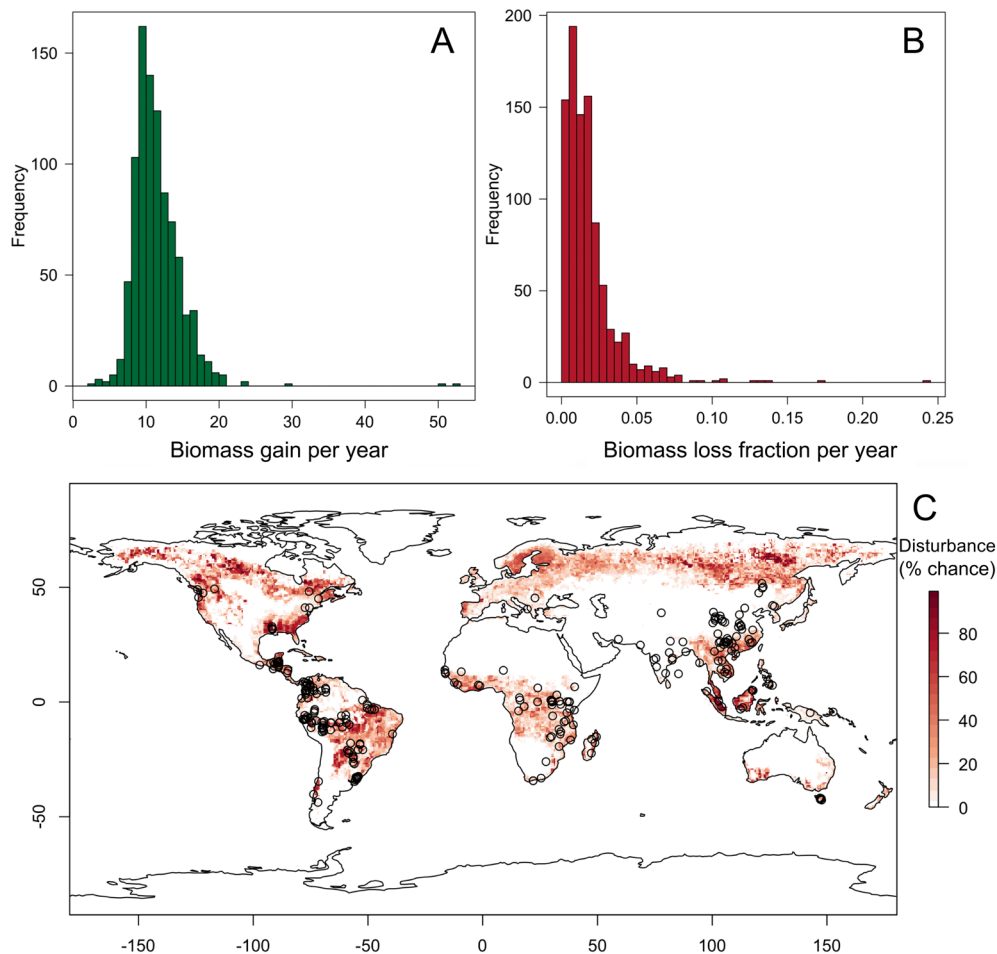 A
150
100
50
0
Frequency
0 10 20 30 40 50
Biomass gain per year
B
200
150
100
50
0
Frequency
0.00 0.05 0.10 0.15 0.20 0.25
Biomass loss fraction per year
C
Disturbance
(% change)
80
60
40
20
0
50
0
-50
-150 -100 -50 0 50 100 150